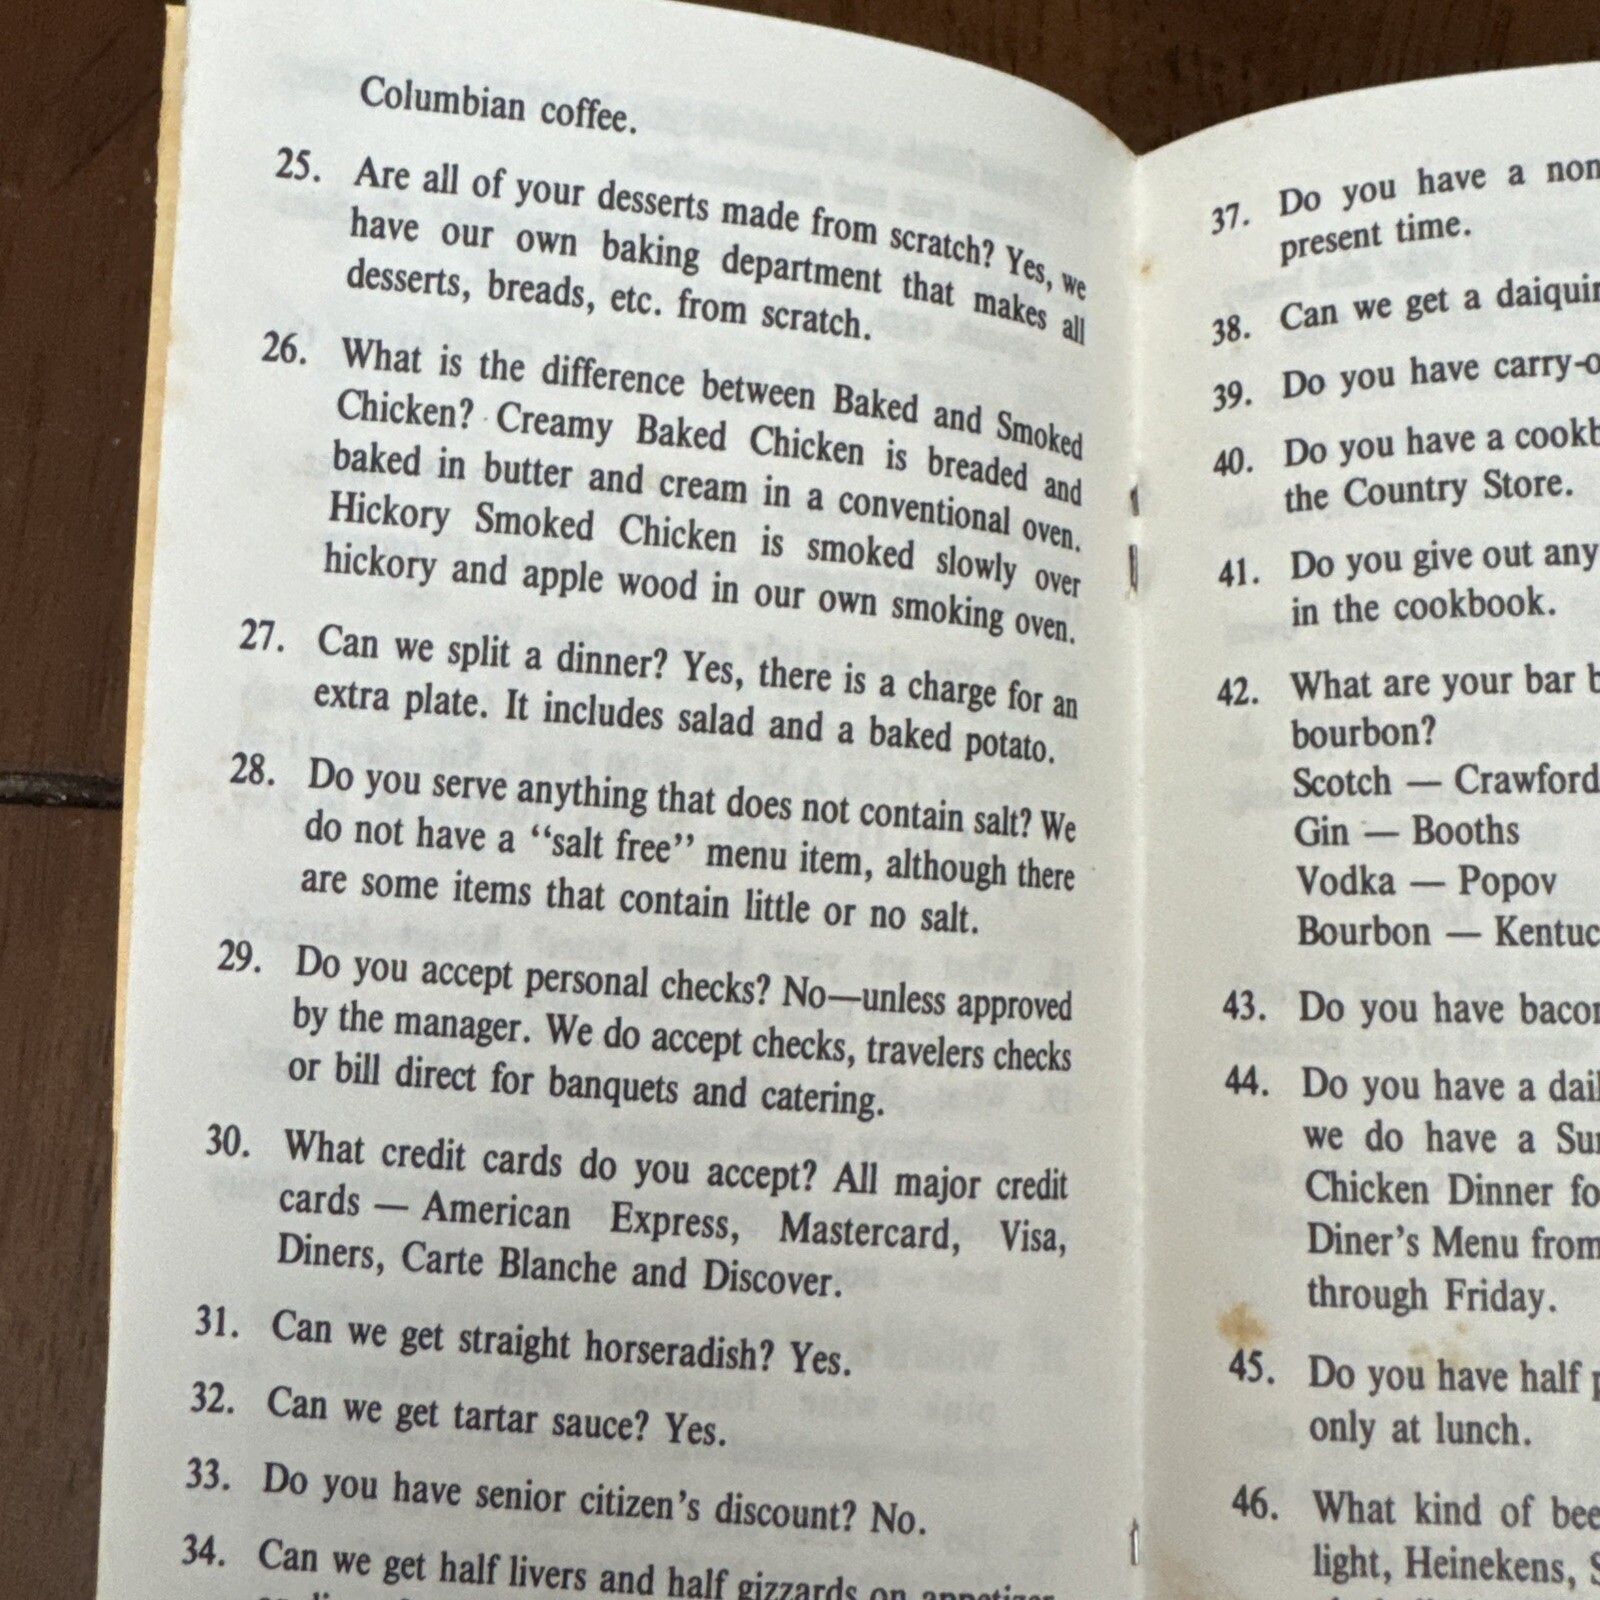 Columbian coffee.
25. Are all of your desserts made from scratch? Yes, we
have our own baking department that makes all
desserts, breads, etc. from scratch.
26. What is the difference between Baked and Smoked
Chicken? Creamy Baked Chicken is breaded and
baked in butter and cream in a conventional oven.
Hickory Smoked Chicken is smoked slowly over
hickory and apple wood in our own smoking oven.
27. Can we split a dinner? Yes, there is a charge for an
extra plate. It includes salad and a baked potato.
28. Do you serve anything that does not contain salt? We
do not have a “salt free” menu item, although there
are some items that contain little or no salt.
29. Do you accept personal checks? No—unless approved
by the manager. We do accept checks, travelers checks
or bill direct for banquets and catering.
30. What credit cards do you accept? All major credit
cards — American Express, Mastercard, Visa,
Diners, Carte Blanche and Discover.
31. Can we get straight horseradish? Yes.
32. Can we get tartar sauce? Yes.
33. Do you have senior citizen's discount? No.
34. Can we get half livers and half gizzards on appetizer
37. Do you have a
present time.
38. Can we get a
39. Do you have
40. Do you have a
the Country Store.
41. Do you give out any
in the cookbook.
42. What are your bar
bourbon?
Scotch — Crawford
Gin — Booths
Vodka — Popov
Bourbon —
43. Do you have
44. Do you have a
we do have a
Chicken Dinner
Diner's Menu from
through Friday.
45. Do you have half
only at lunch.
46. What kind of
light, Heinekens,